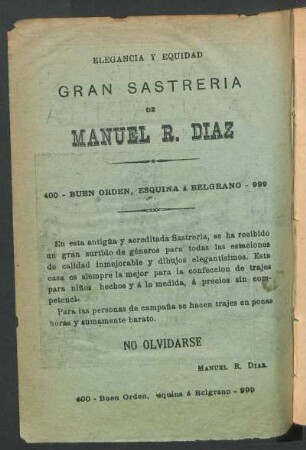 ELEGANCIA Y EQUIDAD
GRAN SASTRERIA
DE
MANUEL R. DIAZ
400 - BUEN ORDEN, ESQUINA á BELGRANO - 999
En esta antigüa y acreditada Sastreria, se ha recibido
un gran surtido de géneros para todas las estaciones
de calidad inmejorable y dibujos elegantisimos. Esta
casa es siempre la mejor para la confeccion de trajes
para niños hechos y á la medida, á precios sin com-
petenci.
Para las personas de campaña se hacen trajes en pocas
horas y sumamente barato.
NO OLVIDARSE
MANUEL R. DIAZ.
400 - Buen Orden, esquina á Belgrano - 999